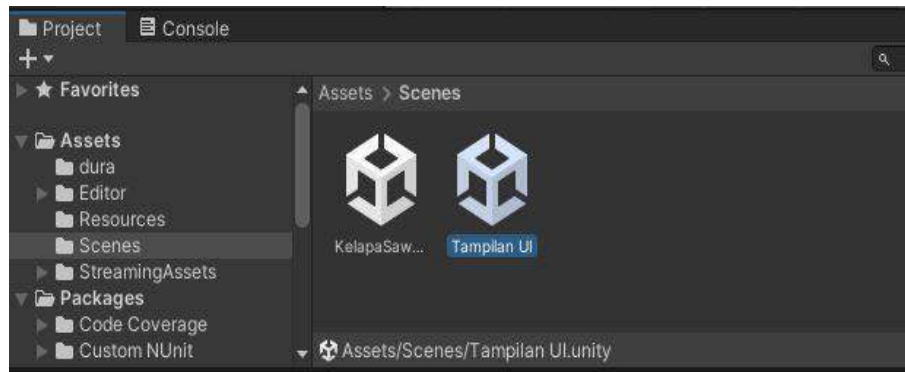 Project Console
Favorites
Assets
dura
Editor
Resources
Scenes
StreamingAssets
Packages
Code Coverage
Custom NUnit
Assets > Scenes
KelapaSaw...
Tampilan UI
Assets/Scenes/Tampilan UI.unity